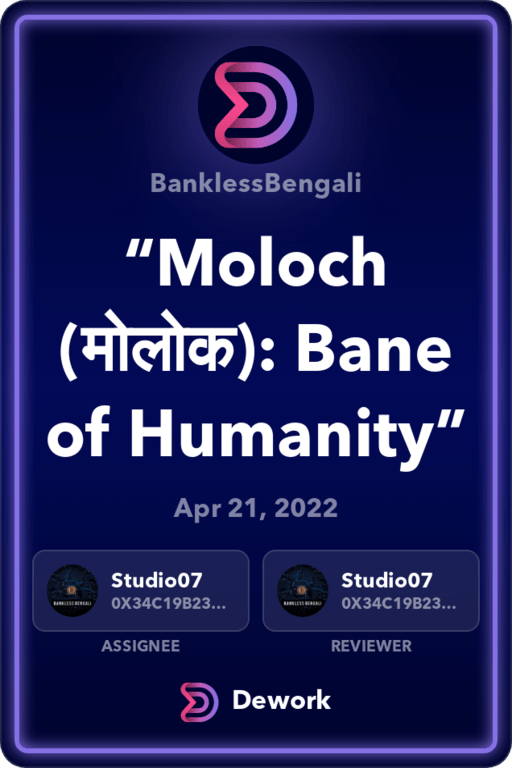 BanklessBengali
“Moloch
(मोलोक): Bane
of Humanity”
Apr 21, 2022
Studio07
0X34C19B23...
ASSIGNEE
Studio07
0X34C19B23...
REVIEWER
Dework